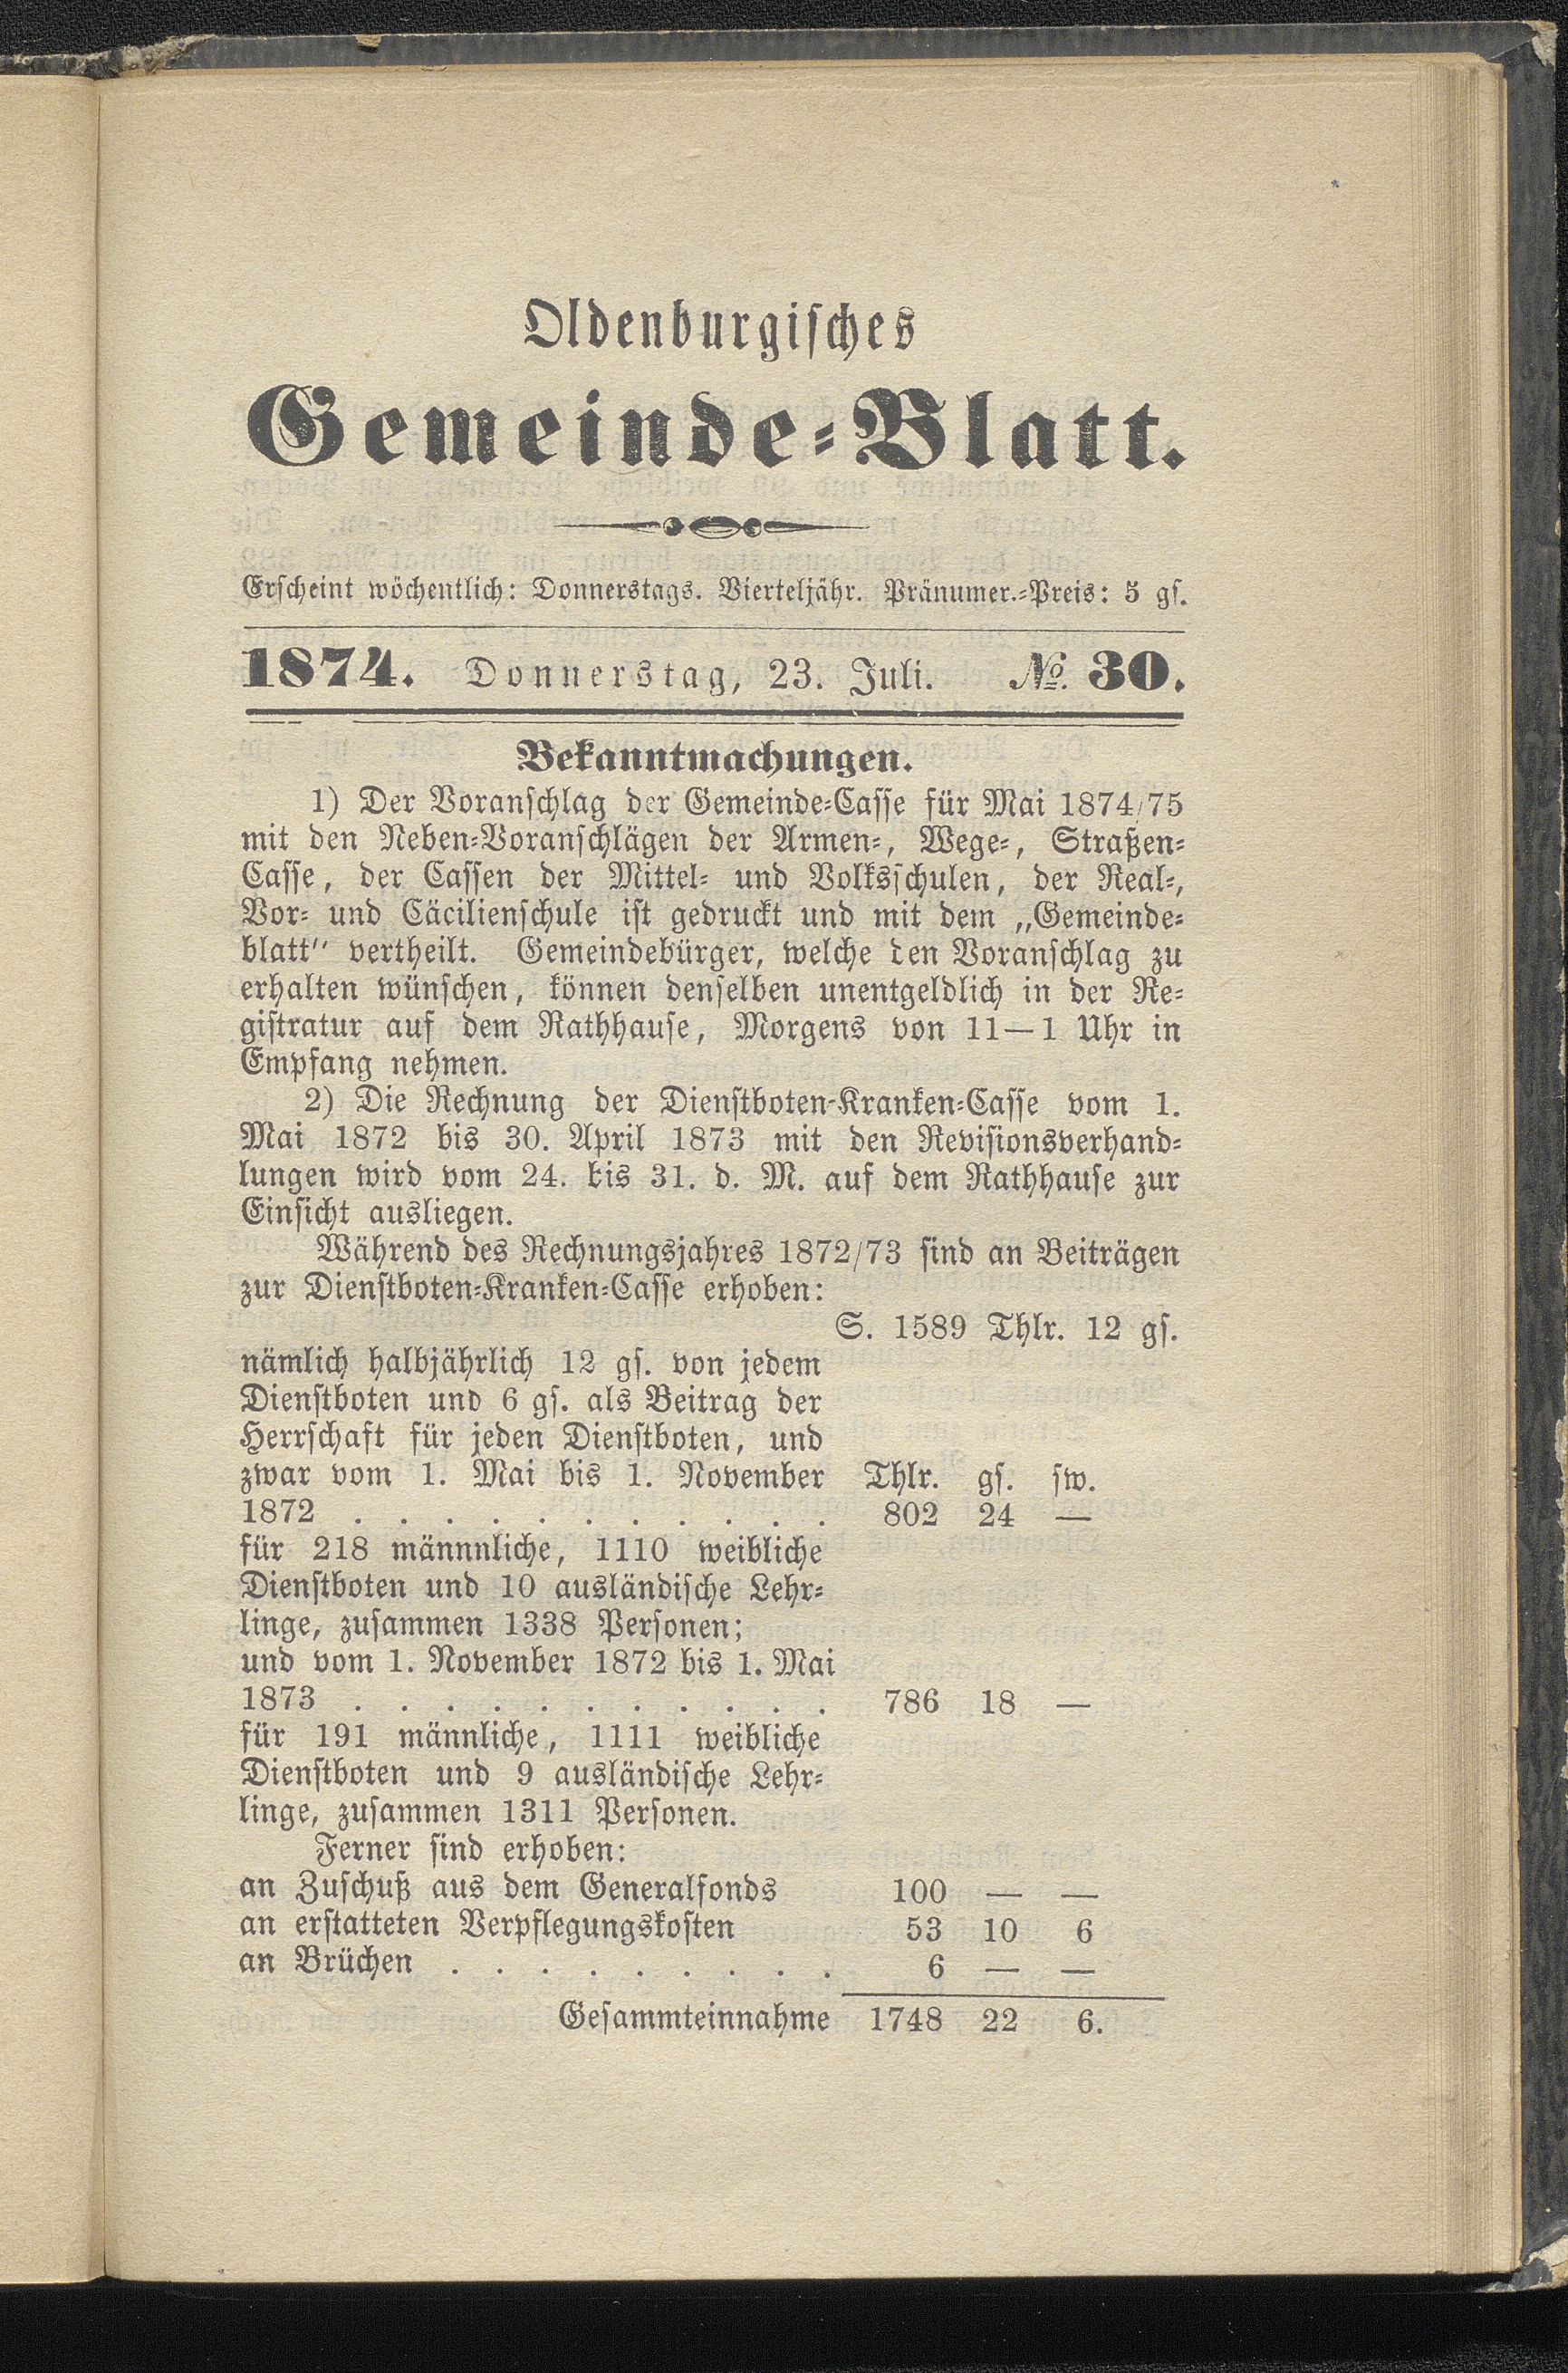 Oldenburgisches
Gemeinde-Blatt.
Erscheint wöchentlich: Donnerstags. Vierteljähr. Pränumer.-Preis: 5 gs.
1874. Donnerstag, 23. Juli. No. 30.
Bekanntmachungen.
1) Der Voranschlag der Gemeinde-Casse für Mai 1874/75
mit den Neben-Voranschlägen der Armen-, Wege-, Straßen-
Casse, der Cassen der Mittel- und Volksschulen, der Real-,
Vor- und Cäcilienschule ist gedruckt und mit dem „Gemeinde-
blatt" vertheilt. Gemeindebürger, welche den Voranschlag zu
erhalten wünschen, können denselben unentgeldlich in der Re-
gistratur auf dem Rathhause, Morgens von 11—1 Uhr in
Empfang nehmen.
2) Die Rechnung der Dienstboten-Kranken-Casse vom 1.
Mai 1872 bis 30. April 1873 mit den Revisionsverhand-
lungen wird vom 24. bis 31. d. M. auf dem Rathhause zur
Einsicht ausliegen.
Während des Rechnungsjahres 1872/73 sind an Beiträgen
zur Dienstboten-Kranken-Casse erhoben:
S. 1589 Thlr. 12 gs.
nämlich halbjährlich 12 gs. von jedem
Dienstboten und 6 gs. als Beitrag der
Herrschaft für jeden Dienstboten, und
zwar vom 1. Mai bis 1. November Thlr. gs. sw.
1872 . . . . . . . . . . . 802 24 —
für 218 männnliche, 1110 weibliche
Dienstboten und 10 ausländische Lehr-
linge, zusammen 1338 Personen;
und vom 1. November 1872 bis 1. Mai
1873 . . . . . . . . . . . 786 18 —
für 191 männliche, 1111 weibliche
Dienstboten und 9 ausländische Lehr-
linge, zusammen 1311 Personen.
Ferner sind erhoben:
an Zuschuß aus dem Generalfonds 100 — —
an erstatteten Verpflegungskosten 53 10 6
an Brüchen . . . . . . . . . 6 — —
Gesammteinnahme 1748 22 6.